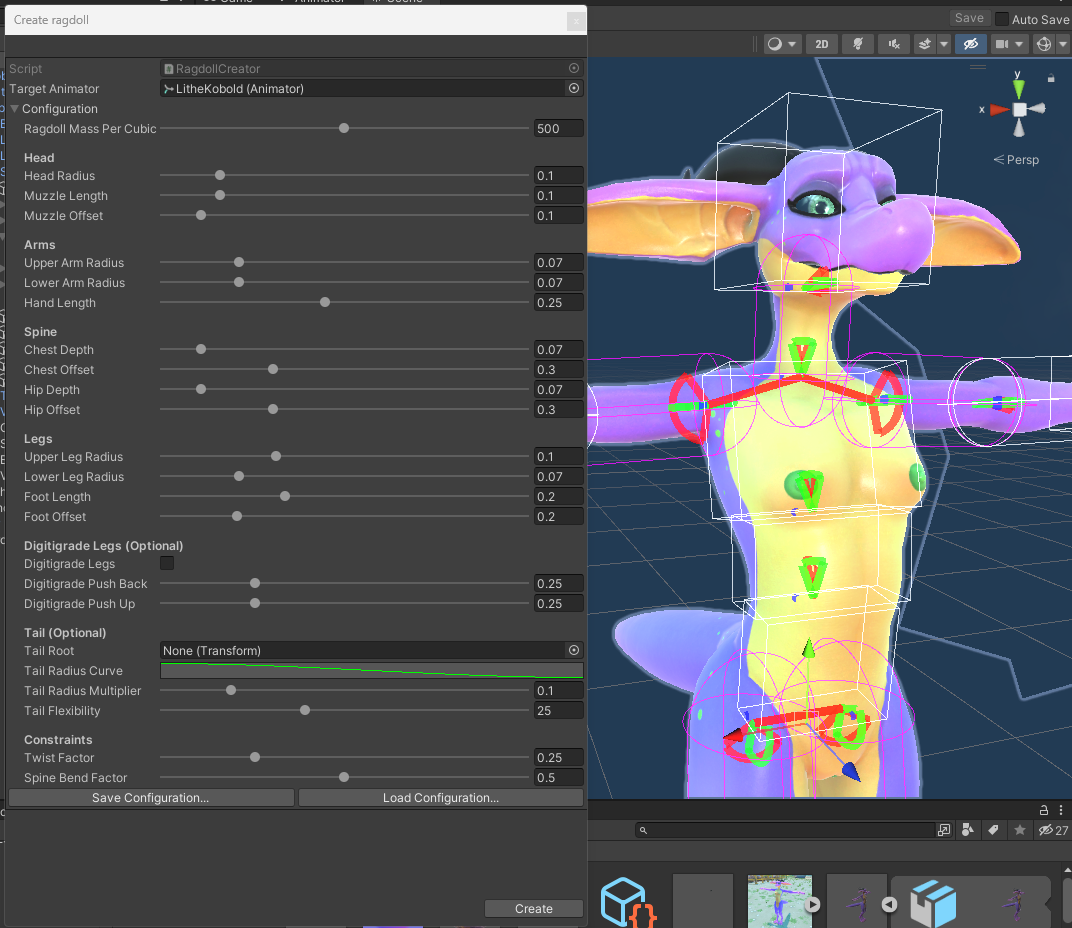 Create ragdoll
x
Save
Auto Save
2D
Script
RagdollCreator
Target Animator
LitheKobold (Animator)
Configuration
Ragdoll Mass Per Cubic
500
Head
Head Radius
0.1
Muzzle Length
0.1
Muzzle Offset
0.1
Arms
Upper Arm Radius
0.07
Lower Arm Radius
0.07
Hand Length
0.25
Spine
Chest Depth
0.07
Chest Offset
0.3
Hip Depth
0.07
Hip Offset
0.3
Legs
Upper Leg Radius
0.1
Lower Leg Radius
0.07
Foot Length
0.2
Foot Offset
0.2
Digitigrade Legs (Optional)
Digitigrade Legs
Digitigrade Push Back
0.25
Digitigrade Push Up
0.25
Tail (Optional)
Tail Root
None (Transform)
Tail Radius Curve
Tail Radius Multiplier
0.1
Tail Flexibility
25
Constraints
Twist Factor
0.25
Spine Bend Factor
0.5
Save Configuration...
Load Configuration...
Create
y
x
Persp
27